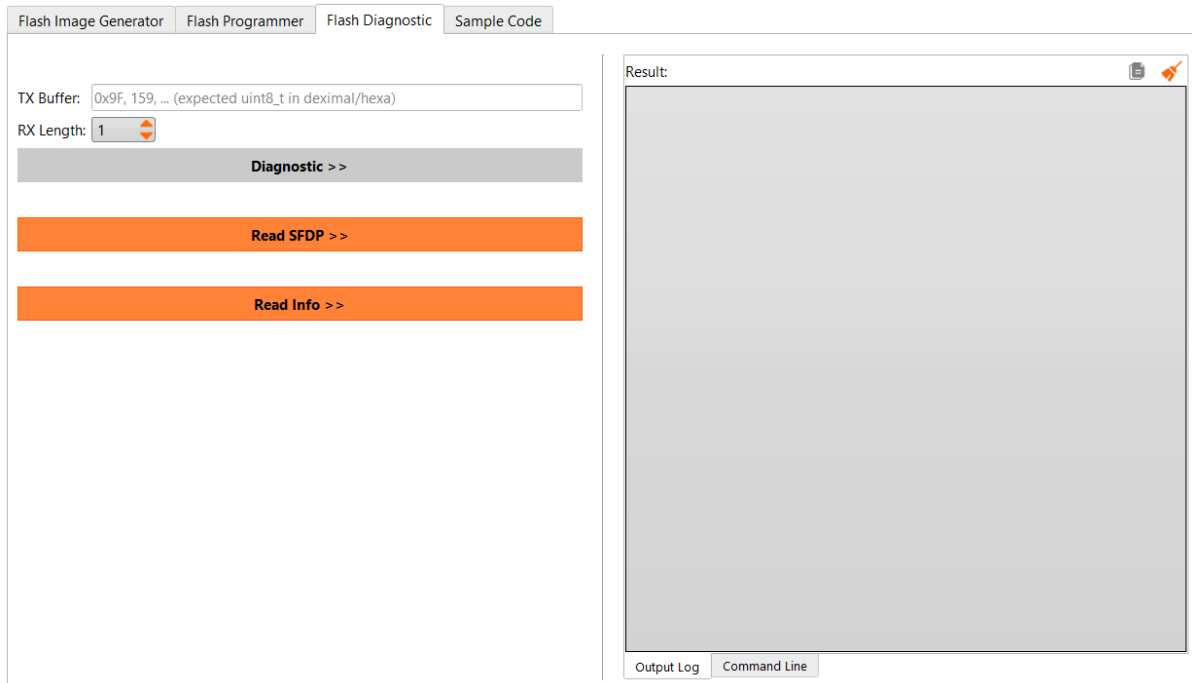 Flash Image Generator Flash Programmer Flash Diagnostic Sample Code
TX Buffer: 0x9F, 159, ... (expected uint8_t in deximal/hexa)
RX Length: 1
Diagnostic >>
Read SFDP >>
Read Info >>
Result:
Output Log Command Line